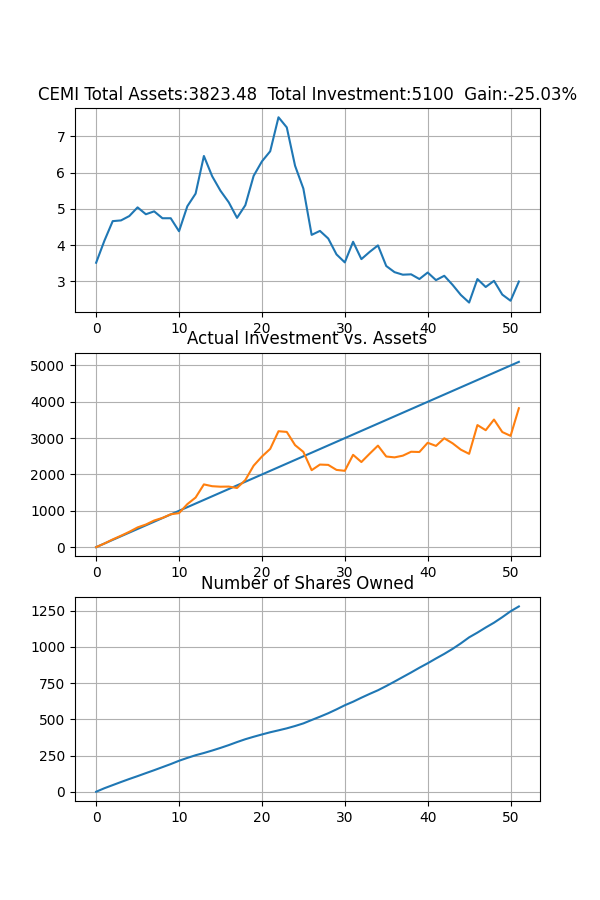 CEMI Total Assets:3823.48  Total Investment:5100  Gain:-25.03%
7
6
5
4
3
0 10 20 30 40 50
Actual Investment vs. Assets
5000
4000
3000
2000
1000
0
0 10 20 30 40 50
Number of Shares Owned
1250
1000
750
500
250
0
0 10 20 30 40 50